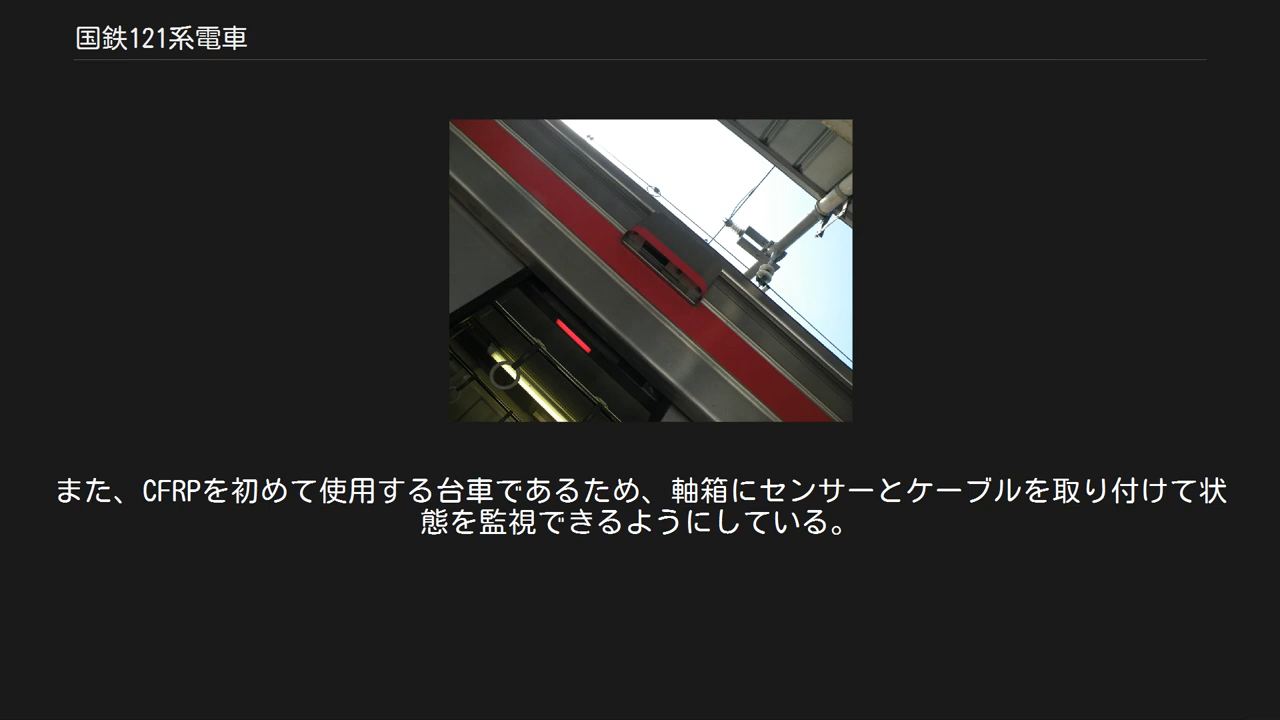 国鉄121系電車
また、CFRPを初めて使用する台車であるため、軸箱にセンサーとケーブルを取り付けて状
態を監視できるようにしている。